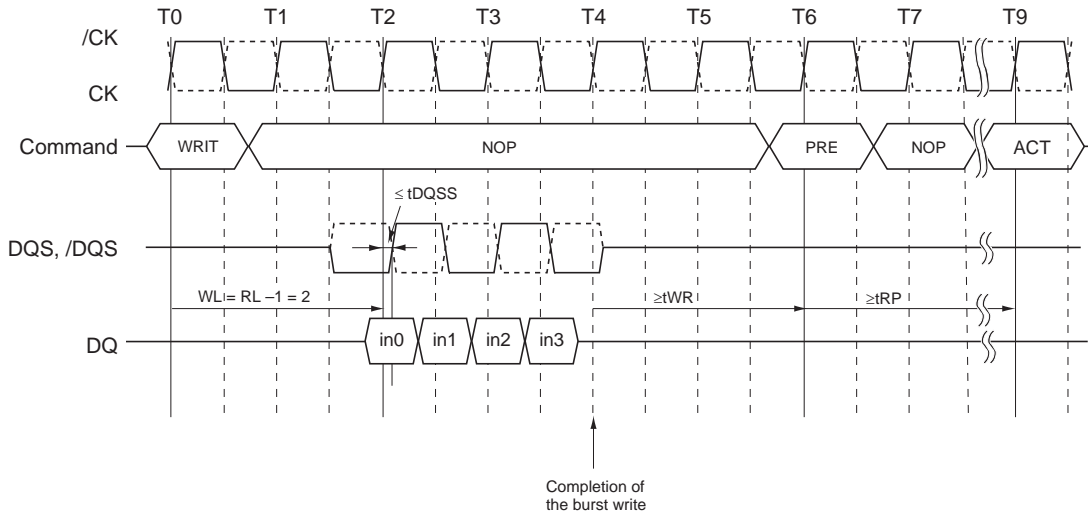 T0 T1 T2 T3 T4 T5 T6 T7 T9
/CK
CK
Command WRIT NOP PRE NOP ACT
≤ tDQSS
DQS, /DQS
WL = RL –1 = 2 ≥tWR ≥tRP
DQ in0 in1 in2 in3
Completion of
the burst write